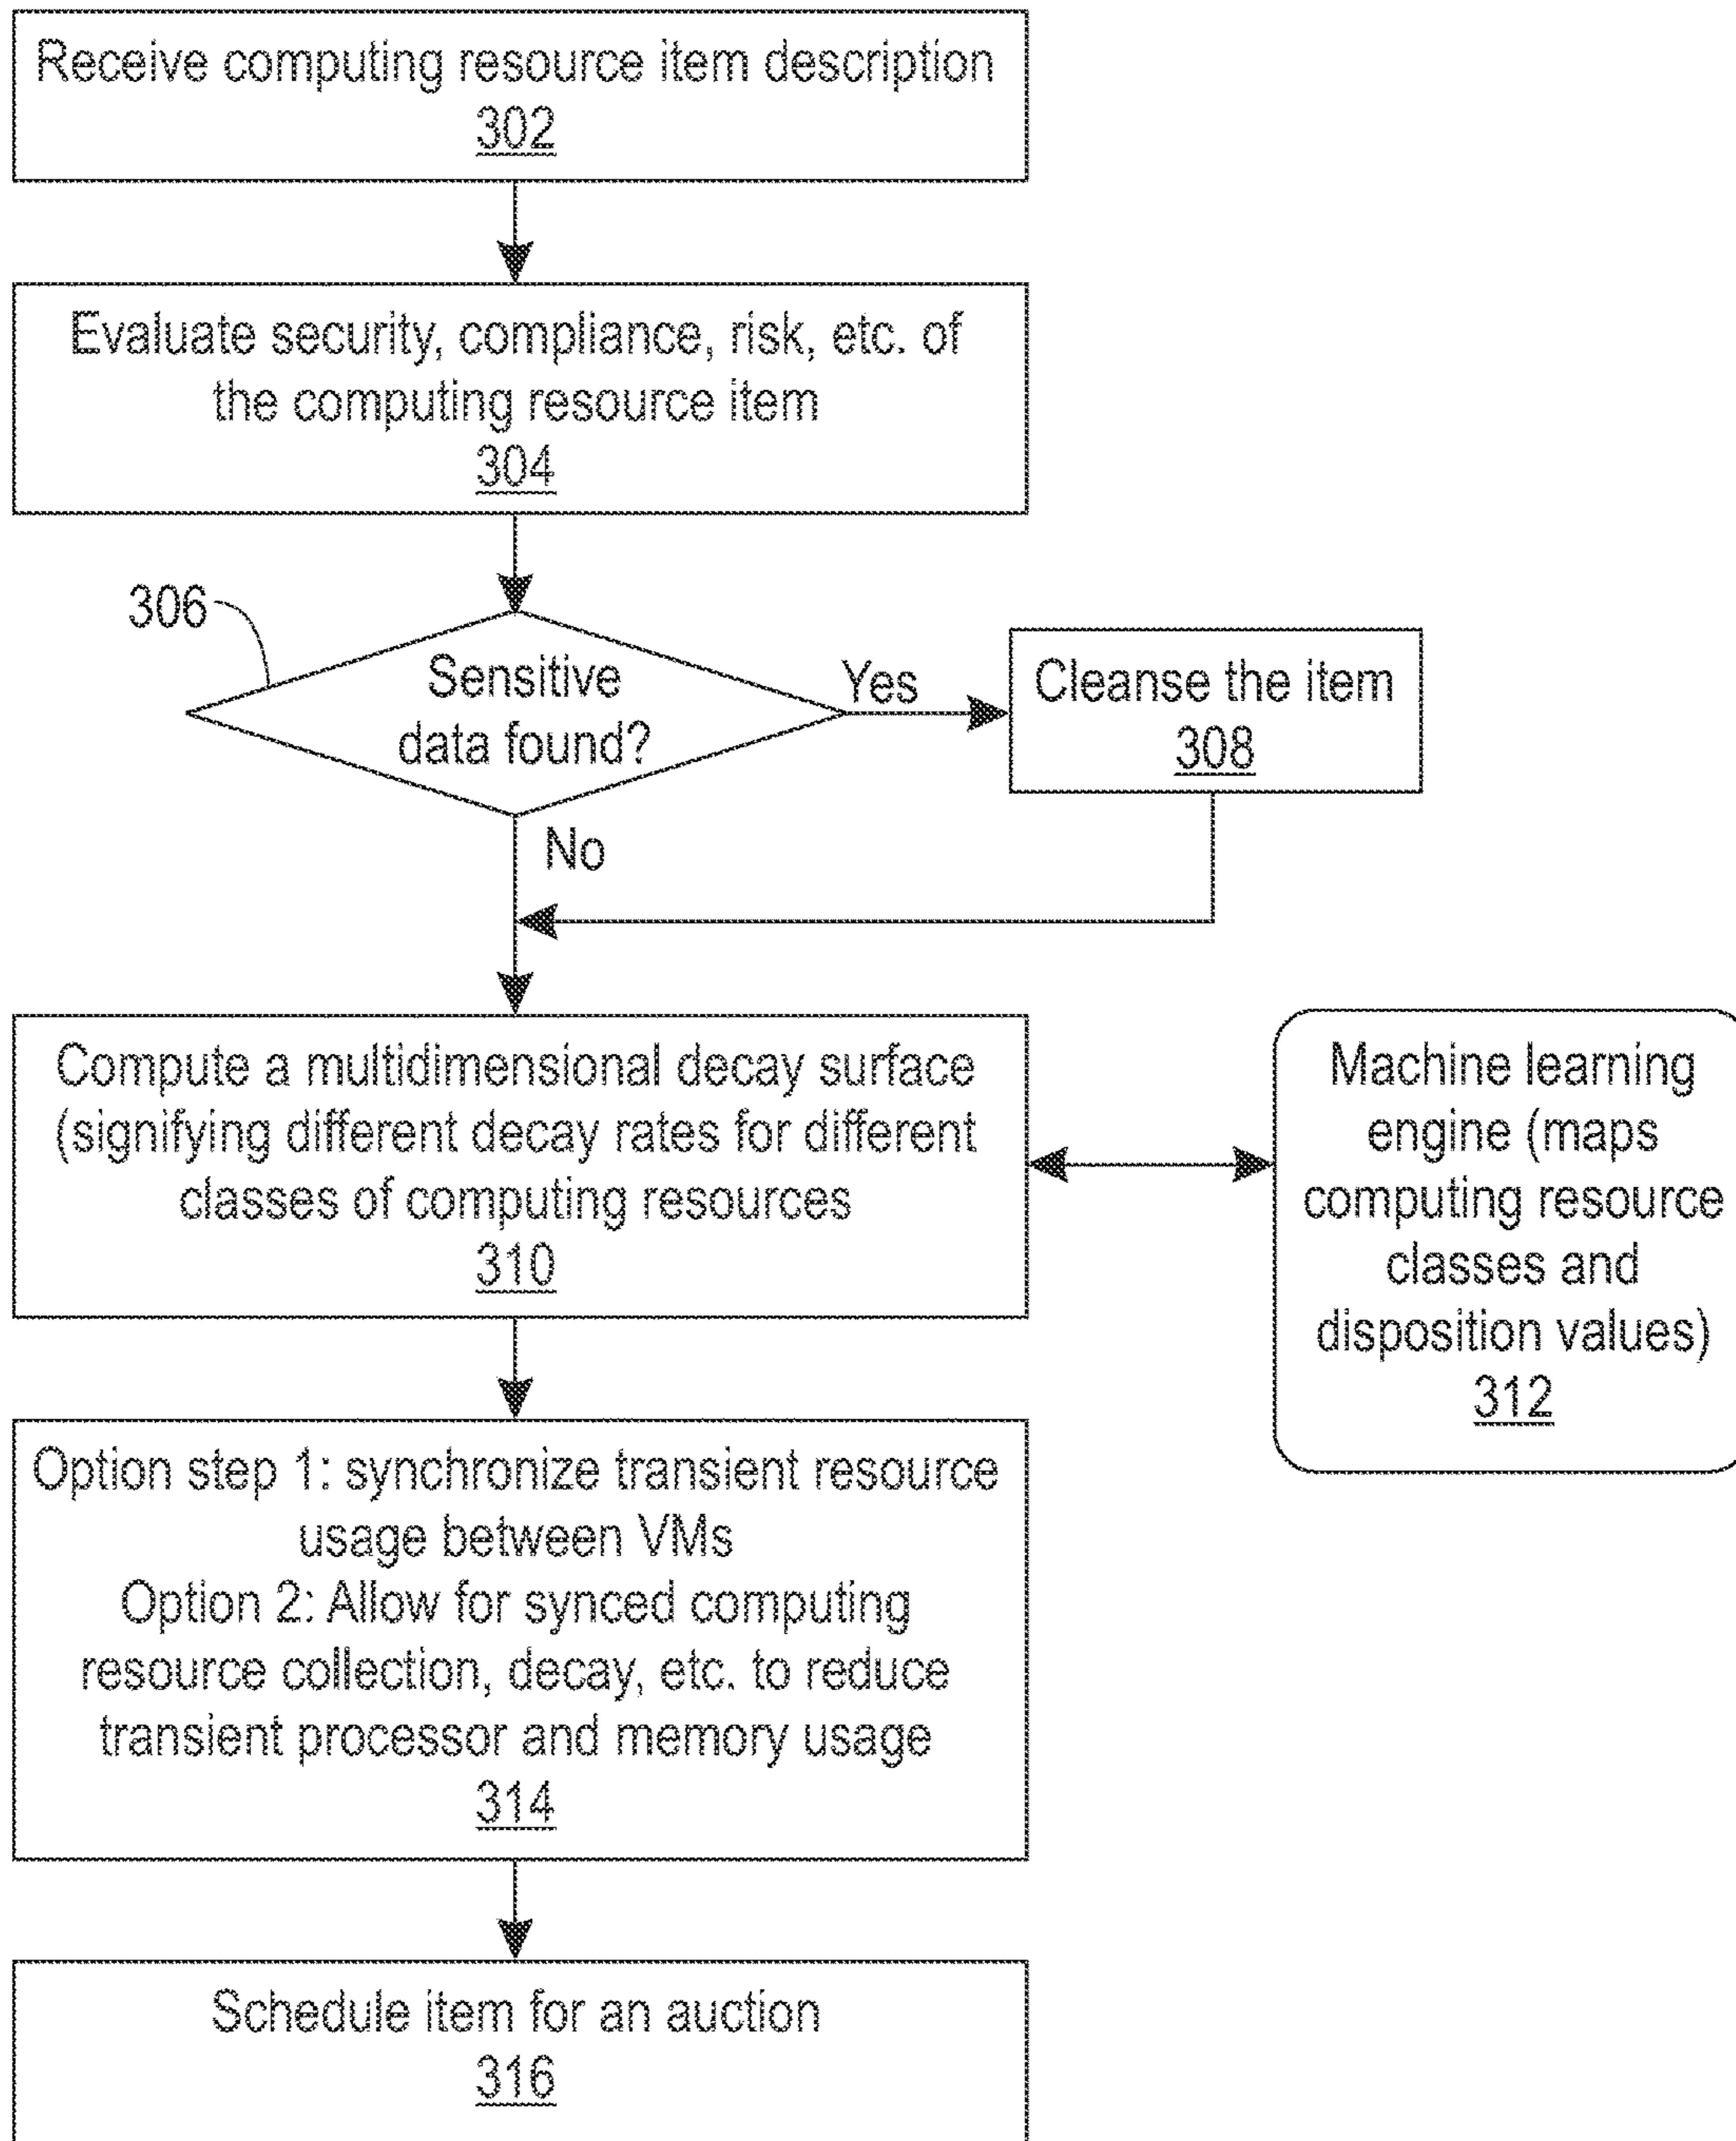 Receive computing resource item description
302
Evaluate security, compliance, risk, etc. of
the computing resource item
304
306
Sensitive
data found?
Yes
Cleanse the item
308
No
Compute a multidimensional decay surface
(signifying different decay rates for different
classes of computing resources
310
Machine learning
engine (maps
computing resource
classes and
disposition values)
312
Option step 1: synchronize transient resource
usage between VMs
Option 2: Allow for synced computing
resource collection, decay, etc. to reduce
transient processor and memory usage
314
Schedule item for an auction
316